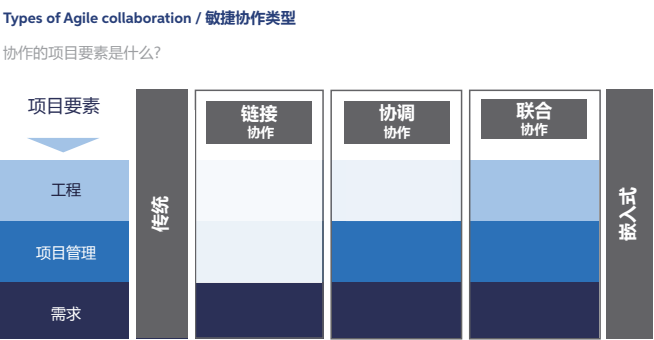 Types of Agile collaboration / 敏捷协作类型
协作的项目要素是什么?
项目要素
工程
项目管理
需求
传统
链接
协作
协调
协作
联合
协作
嵌入式